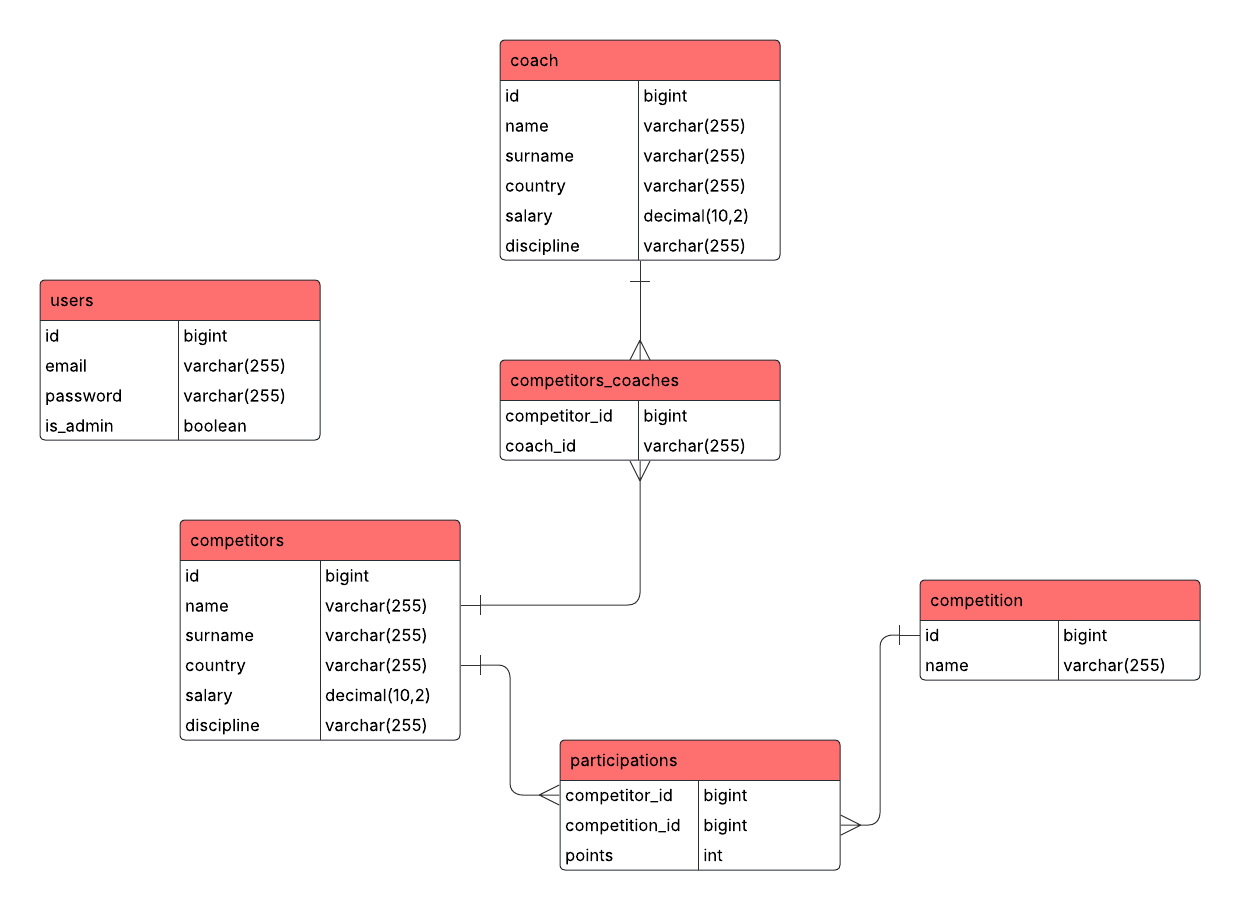 coach
id bigint
name varchar(255)
surname varchar(255)
country varchar(255)
salary decimal(10,2)
discipline varchar(255)
users
id bigint
email varchar(255)
password varchar(255)
is_admin boolean
competitors_coaches
competitor_id bigint
coach_id varchar(255)
competitors
id bigint
name varchar(255)
surname varchar(255)
country varchar(255)
salary decimal(10,2)
discipline varchar(255)
competition
id bigint
name varchar(255)
participations
competitor_id bigint
competition_id bigint
points int